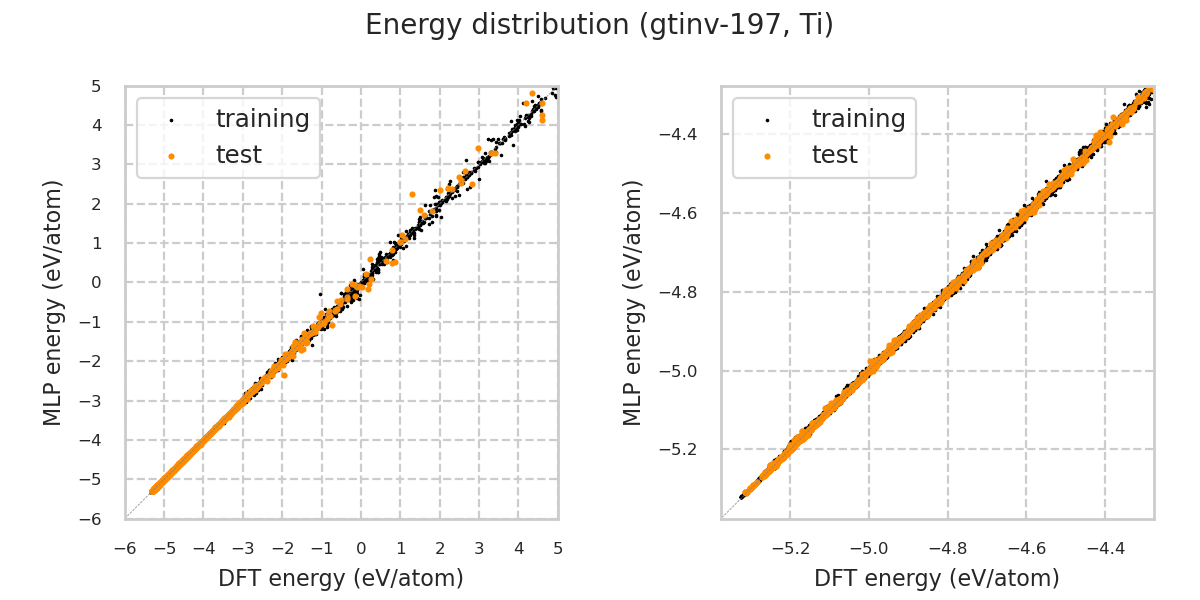 Energy distribution (gtinv-197, Ti)
training
test
5
4
3
2
1
0
−1
−2
−3
−4
−5
−6
−6 −5 −4 −3 −2 −1 0 1 2 3 4 5
MLP energy (eV/atom)
DFT energy (eV/atom)
training
test
−4.4
−4.6
−4.8
−5.0
−5.2
−5.2 −5.0 −4.8 −4.6 −4.4
MLP energy (eV/atom)
DFT energy (eV/atom)